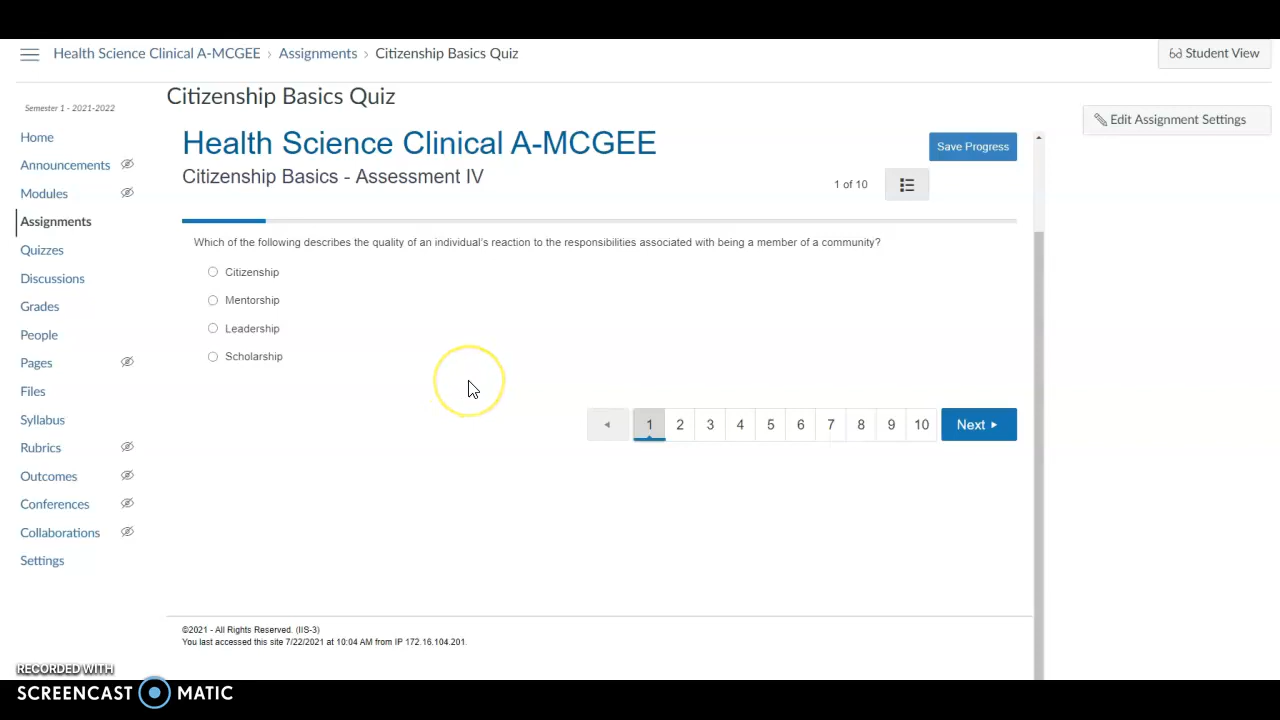 Health Science Clinical A-MCGEE › Assignments › Citizenship Basics Quiz
Student View
Semester 1 - 2021-2022
Citizenship Basics Quiz
Edit Assignment Settings
Home
Announcements
Modules
Assignments
Quizzes
Discussions
Grades
People
Pages
Files
Syllabus
Rubrics
Outcomes
Conferences
Collaborations
Settings
Health Science Clinical A-MCGEE
Save Progress
Citizenship Basics - Assessment IV
1 of 10
Which of the following describes the quality of an individual's reaction to the responsibilities associated with being a member of a community?
Citizenship
Mentorship
Leadership
Scholarship
1 2 3 4 5 6 7 8 9 10 Next
©2021 - All Rights Reserved. (IIS-3)
You last accessed this site 7/22/2021 at 10:04 AM from IP 172.16.104.201.
RECORDED WITH
SCREENCAST MATIC